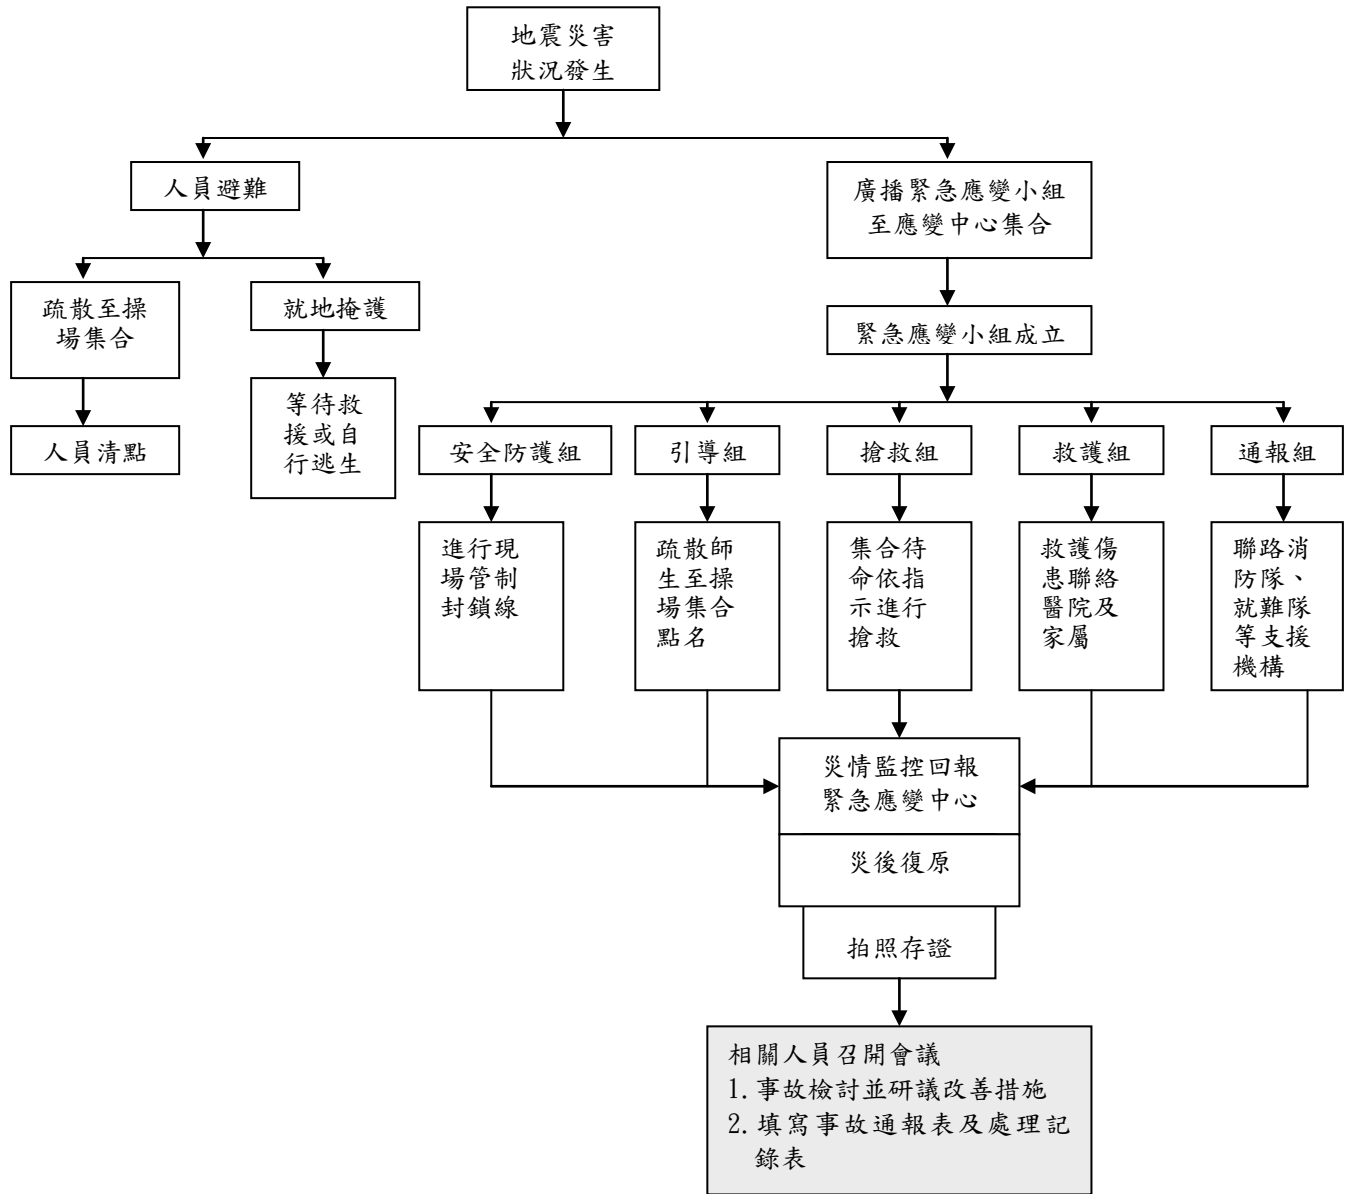 地震災害
狀況發生
人員避難
廣播緊急應變小組
至應變中心集合
疏散至操
場集合
就地掩護
緊急應變小組成立
人員清點
等待救
援或自
行逃生
安全防護組
引導組
搶救組
救護組
通報組
進行現
場管制
封鎖線
疏散師
生至操
場集合
點名
集合待
命依指
示進行
搶救
救護傷
患聯絡
醫院及
家屬
聯路消
防隊、
就難隊
等支援
機構
災情監控回報
緊急應變中心
災後復原
拍照存證
相關人員召開會議
1. 事故檢討並研議改善措施
2. 填寫事故通報表及處理記
錄表